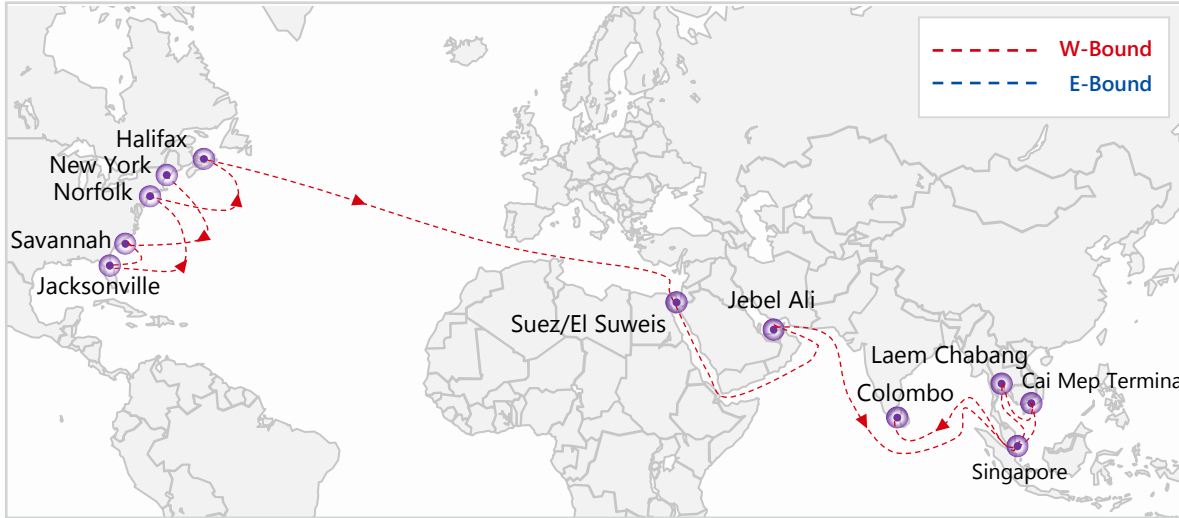 W-Bound
E-Bound
Halifax
New York
Norfolk
Savannah
Jacksonville
Suez/El Suweis
Jebel Ali
Laem Chabang
Cai Mep Termina
Colombo
Singapore